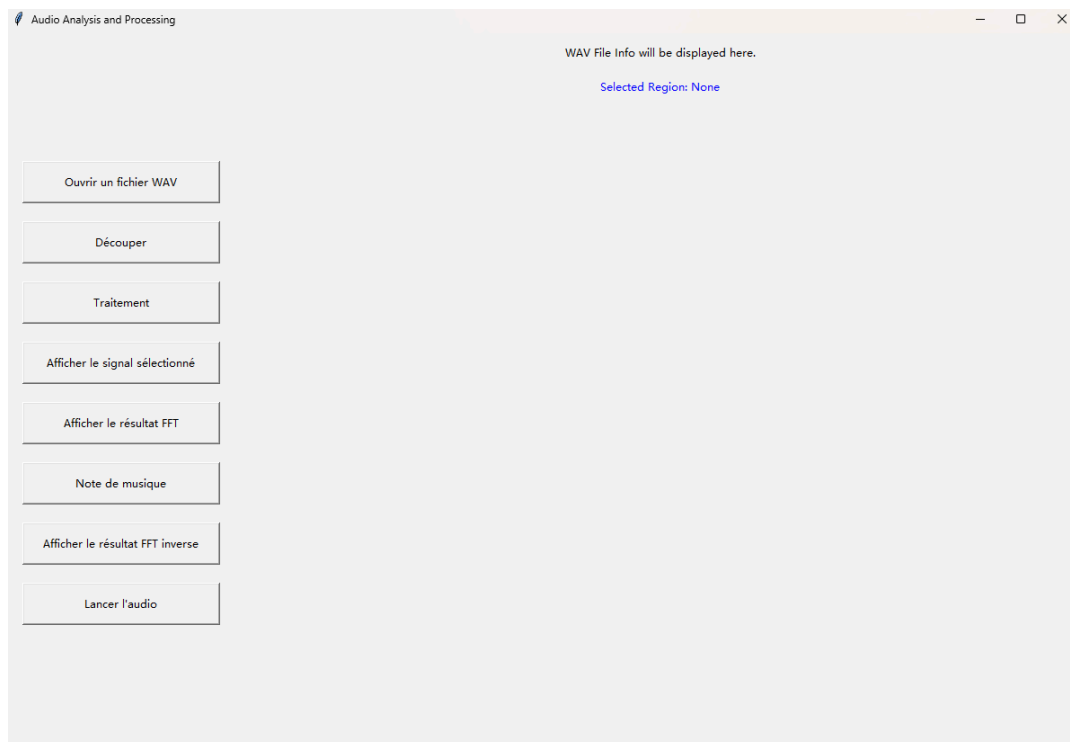 Audio Analysis and Processing
WAV File Info will be displayed here.
Selected Region: None
Ouvrir un fichier WAV
Découper
Traitement
Afficher le signal sélectionné
Afficher le résultat FFT
Note de musique
Afficher le résultat FFT inverse
Lancer l'audio